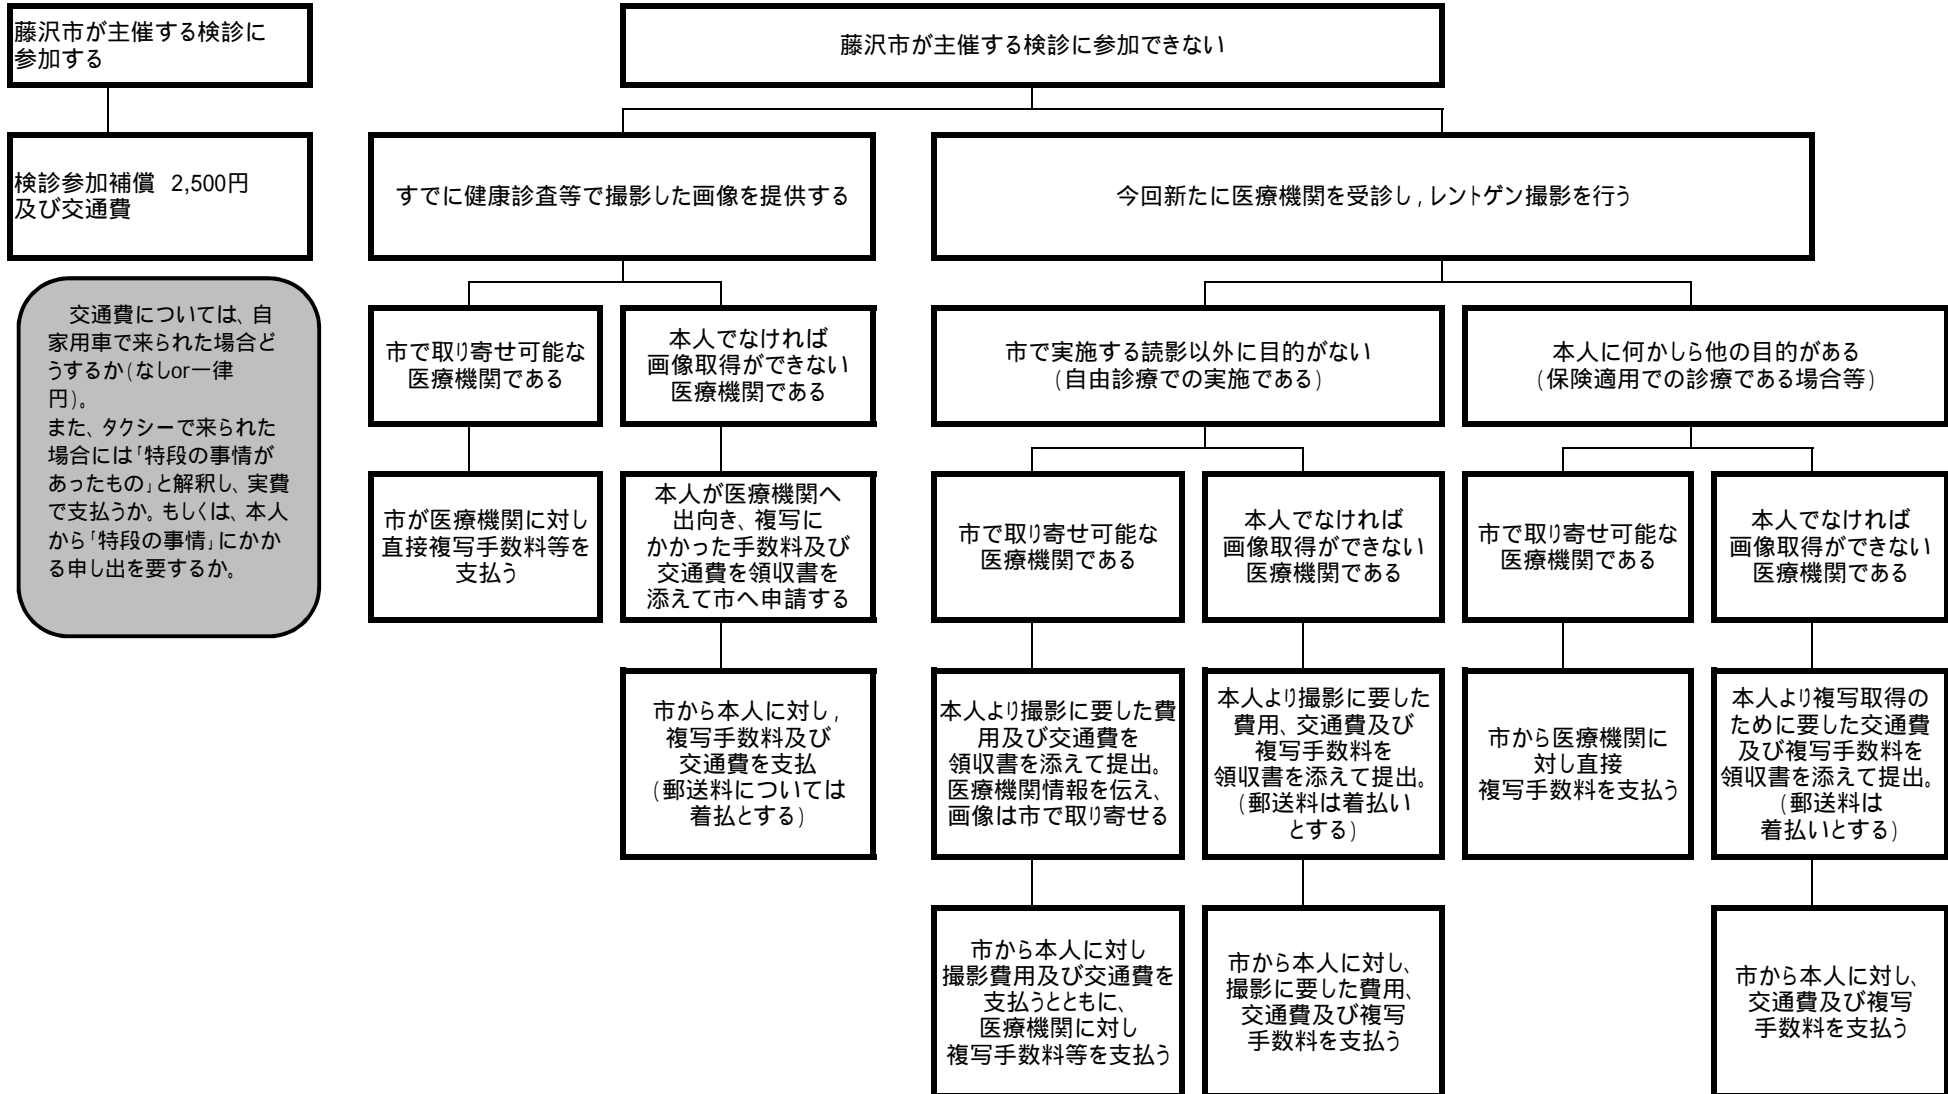 藤沢市が主催する検診に
参加する
藤沢市が主催する検診に参加できない
検診参加補償 2,500円
及び交通費
すでに健康診査等で撮影した画像を提供する
今回新たに医療機関を受診し,レントゲン撮影を行う
交通費については、自
家用車で来られた場合ど
うするか(なしor一律
円)。
また、タクシーで来られた
場合には「特段の事情が
あったもの」と解釈し、実費
で支払うか。もしくは、本人
から「特段の事情」にかか
る申し出を要するか。
市で取り寄せ可能な
医療機関である
本人でなければ
画像取得ができない
医療機関である
市で実施する読影以外に目的がない
(自由診療での実施である)
本人に何かしら他の目的がある
(保険適用での診療である場合等)
市が医療機関に対し
直接複写手数料等を
支払う
本人が医療機関へ
出向き、複写に
かかった手数料及び
交通費を領収書を
添えて市へ申請する
市で取り寄せ可能な
医療機関である
本人でなければ
画像取得ができない
医療機関である
市で取り寄せ可能な
医療機関である
本人でなければ
画像取得ができない
医療機関である
市から本人に対し,
複写手数料及び
交通費を支払
(郵送料については
着払とする)
本人より撮影に要した費
用及び交通費を
領収書を添えて提出。
医療機関情報を伝え、
画像は市で取り寄せる
本人より撮影に要した
費用、交通費及び
複写手数料を
領収書を添えて提出。
(郵送料は着払い
とする)
市から医療機関に
対し直接
複写手数料を支払う
本人より複写取得の
ために要した交通費
及び複写手数料を
領収書を添えて提出。
(郵送料は
着払いとする)
市から本人に対し
撮影費用及び交通費を
支払うとともに、
医療機関に対し
複写手数料等を支払う
市から本人に対し、
撮影に要した費用、
交通費及び複写
手数料を支払う
市から本人に対し、
交通費及び複写
手数料を支払う